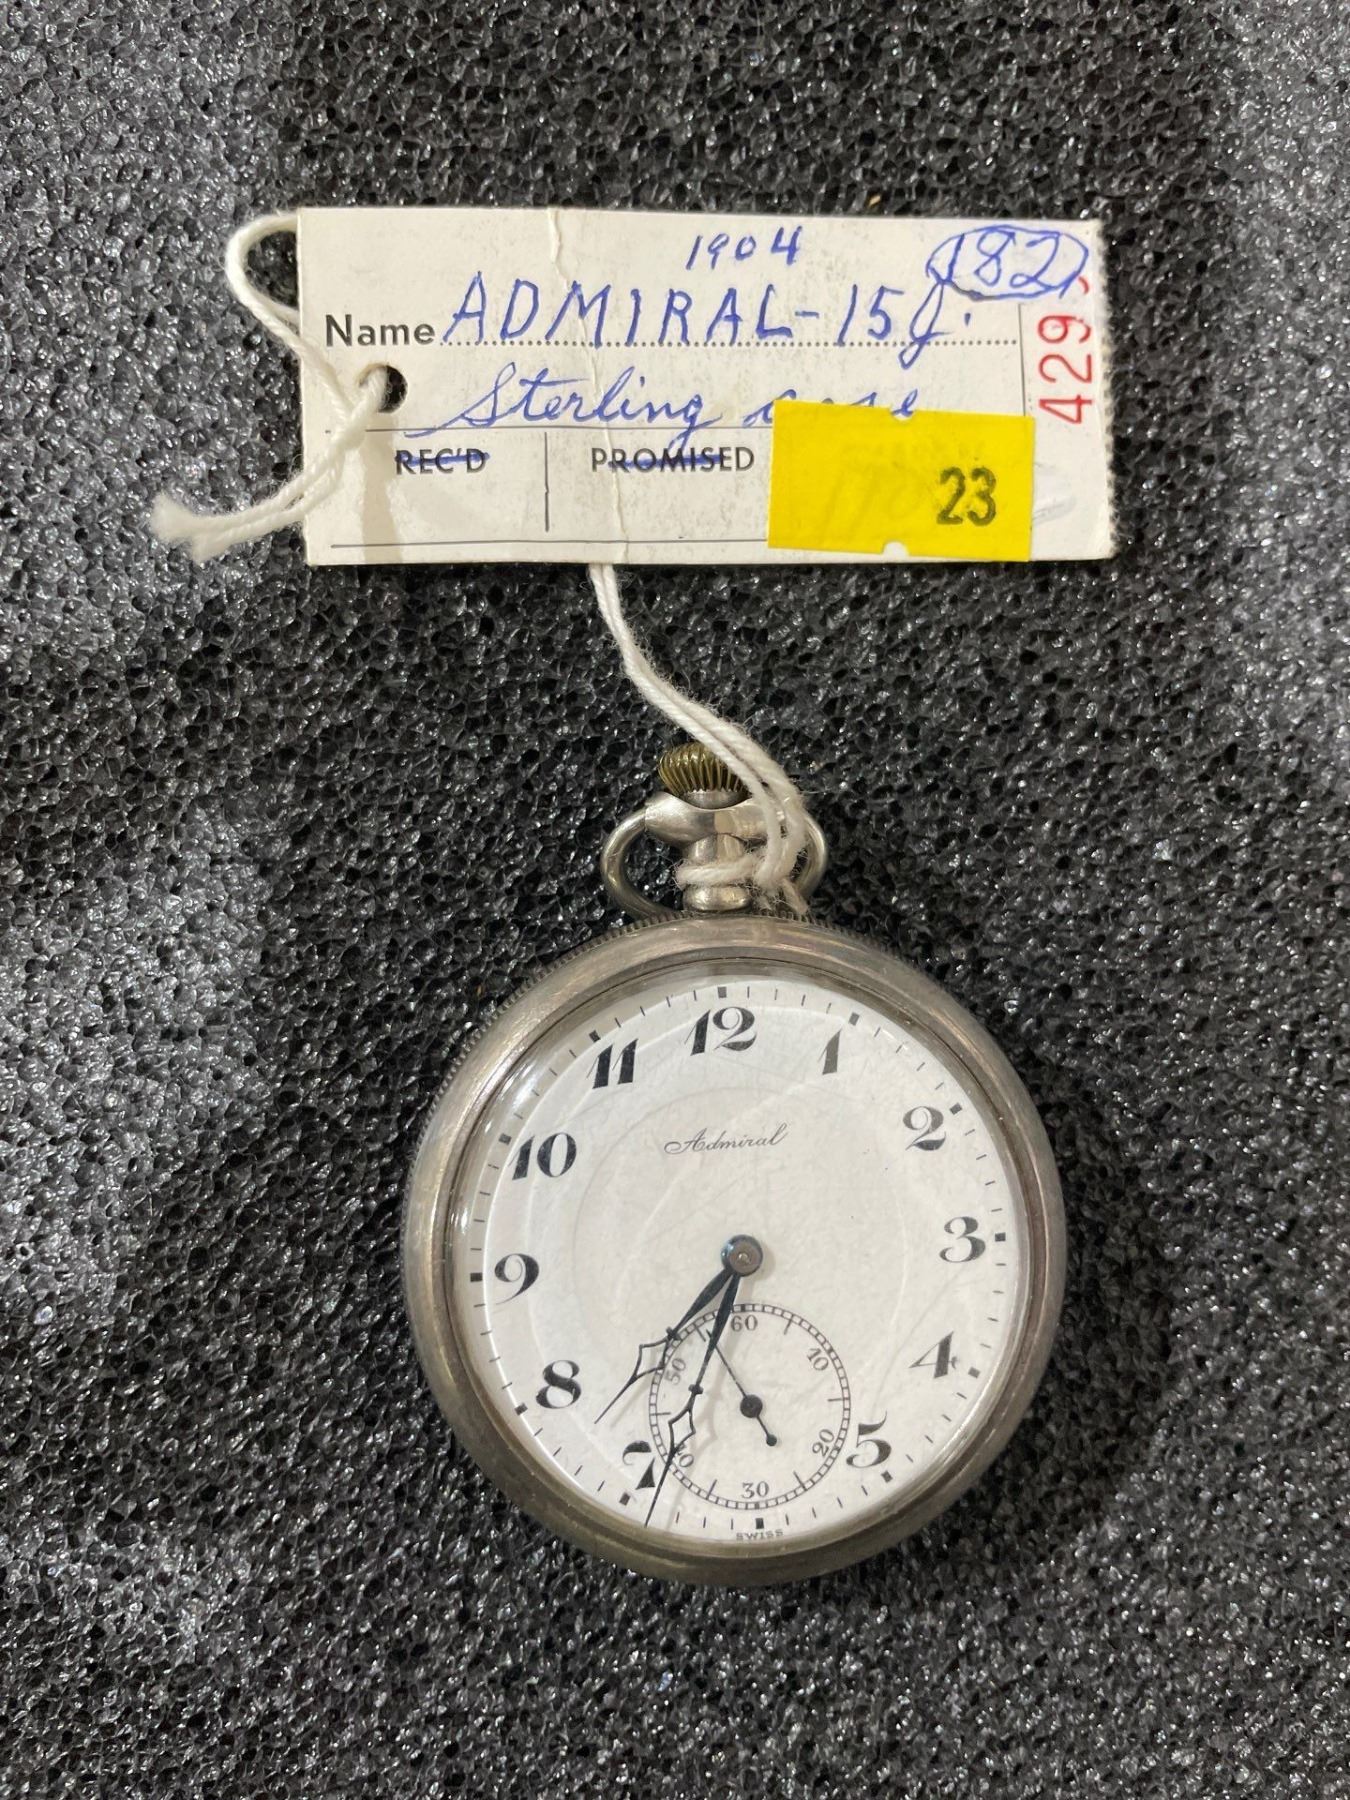 1904
182
Name ADMIRAL-15J.
Sterling case
REC'D PROMISED
23
429
12
11 1
10 2
Admiral
9 3
8 4
7 5
60
50 10
20
30
SWISS